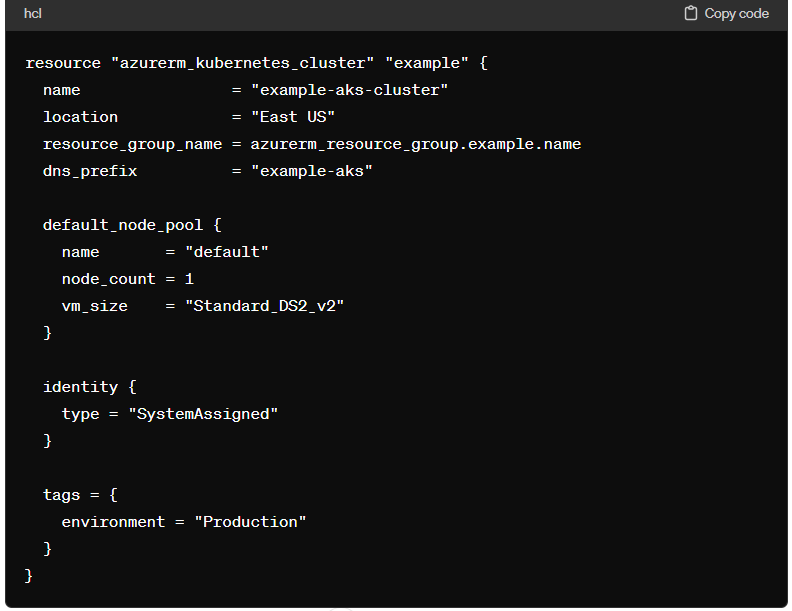 hcl
Copy code
resource "azurerm_kubernetes_cluster" "example" {
  name                = "example-aks-cluster"
  location            = "East US"
  resource_group_name = azurerm_resource_group.example.name
  dns_prefix          = "example-aks"

  default_node_pool {
    name       = "default"
    node_count = 1
    vm_size    = "Standard_DS2_v2"
  }

  identity {
    type = "SystemAssigned"
  }

  tags = {
    environment = "Production"
  }
}